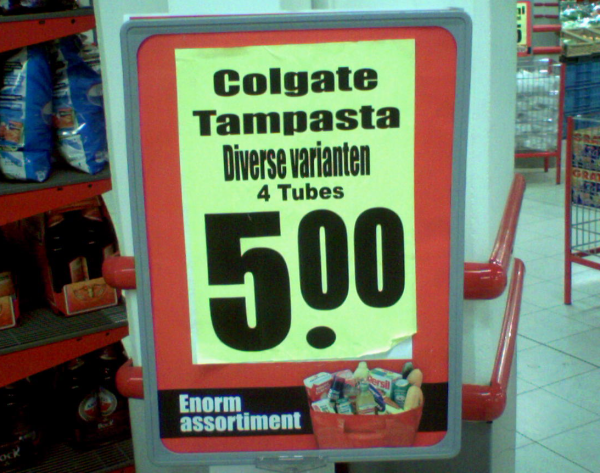 Colgate
Tampasta
Diverse varianten
4 Tubes
5.00
Enorm
assortiment